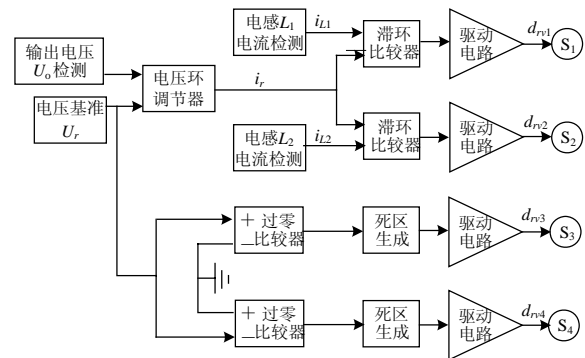 电感L1
电流检测
iL1
滞环
比较器
驱动
电路
drv1
S1
输出电压
Uo检测
电压环
调节器
ir
电压基准
Ur
电感L2
电流检测
iL2
滞环
比较器
驱动
电路
drv2
S2
+ 过零
–比较器
死区
生成
驱动
电路
drv3
S3
+ 过零
–比较器
死区
生成
驱动
电路
drv4
S4